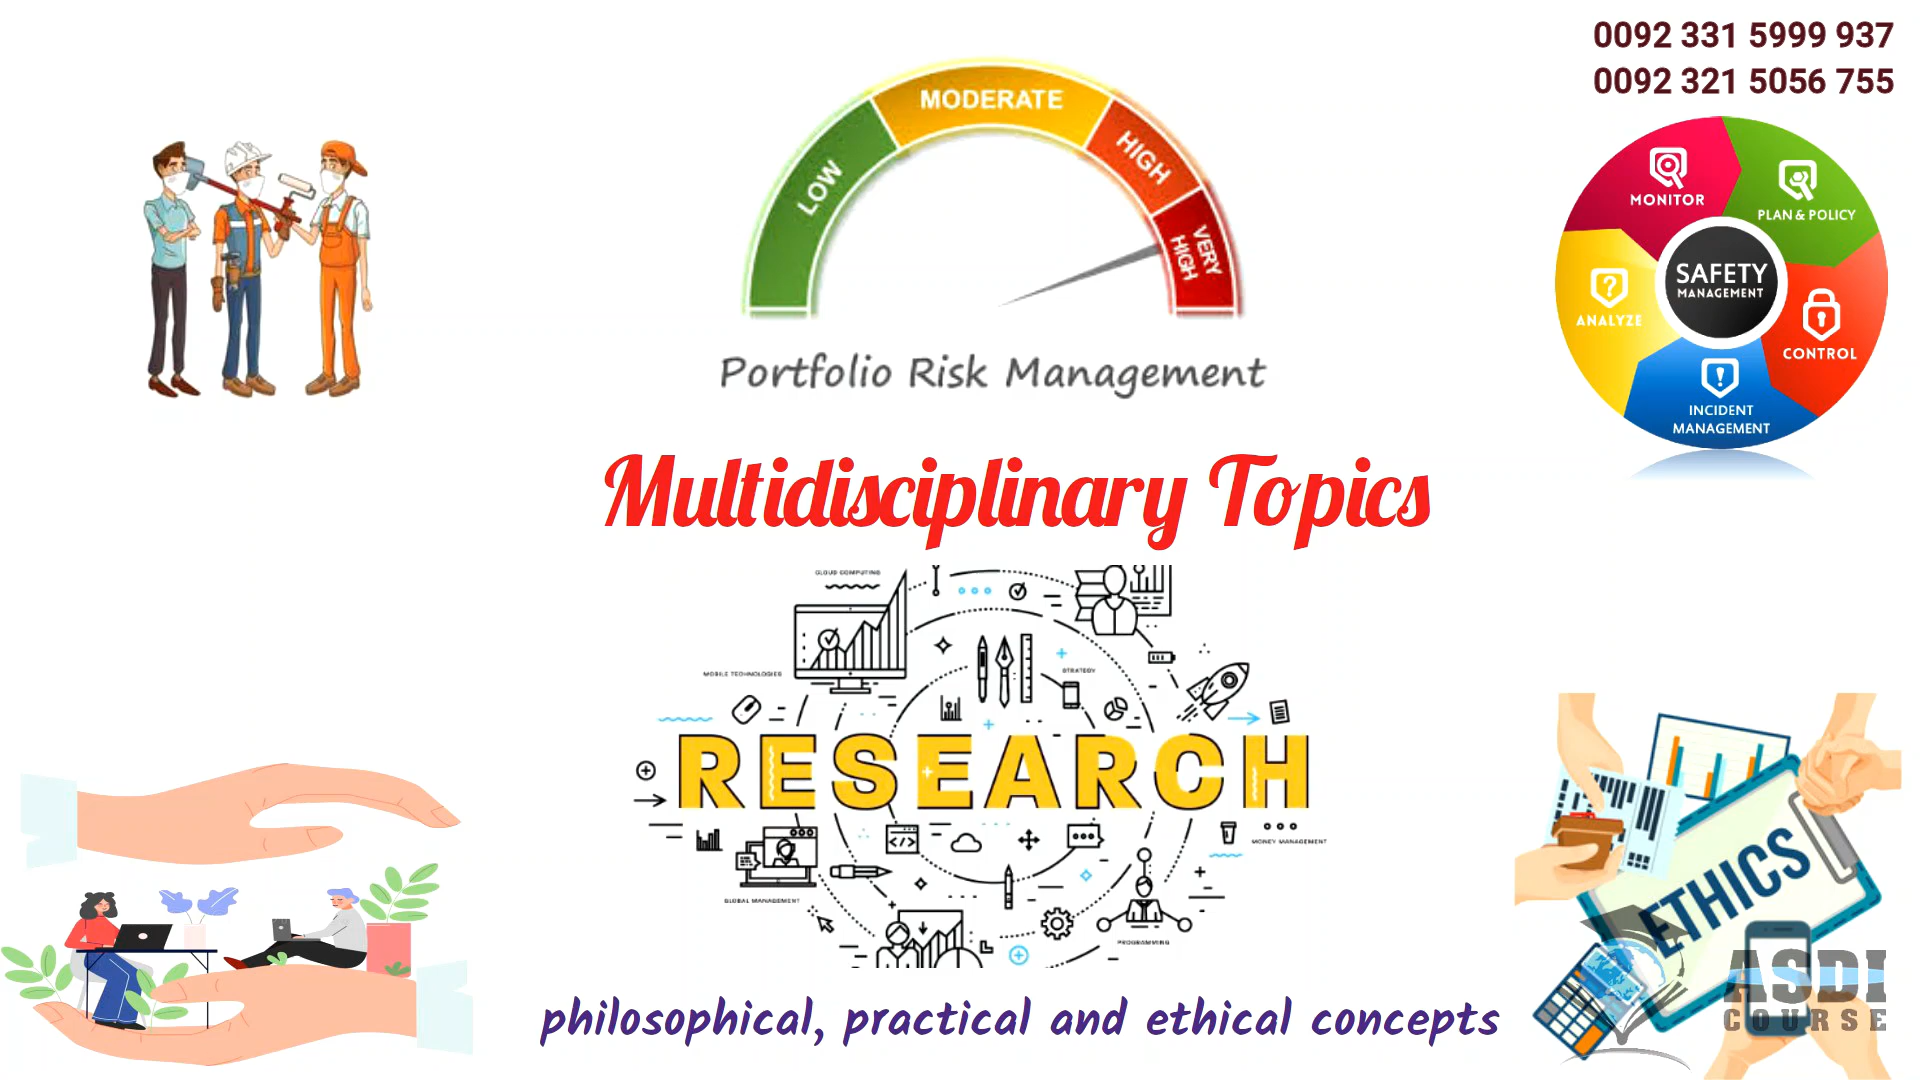 0092 331 5999 937
0092 321 5056 755
LOW
MODERATE
HIGH
VERY
HIGH
Portfolio Risk Management
MONITOR
PLAN & POLICY
SAFETY
MANAGEMENT
ANALYZE
CONTROL
INCIDENT
MANAGEMENT
Multidisciplinary Topics
CLOUD COMPUTING
MOBILE TECHNOLOGIES
STRATEGY
RESEARCH
MONEY MANAGEMENT
GLOBAL MANAGEMENT
PROGRAMMING
ETHICS
ASDI
COURSE
philosophical, practical and ethical concepts